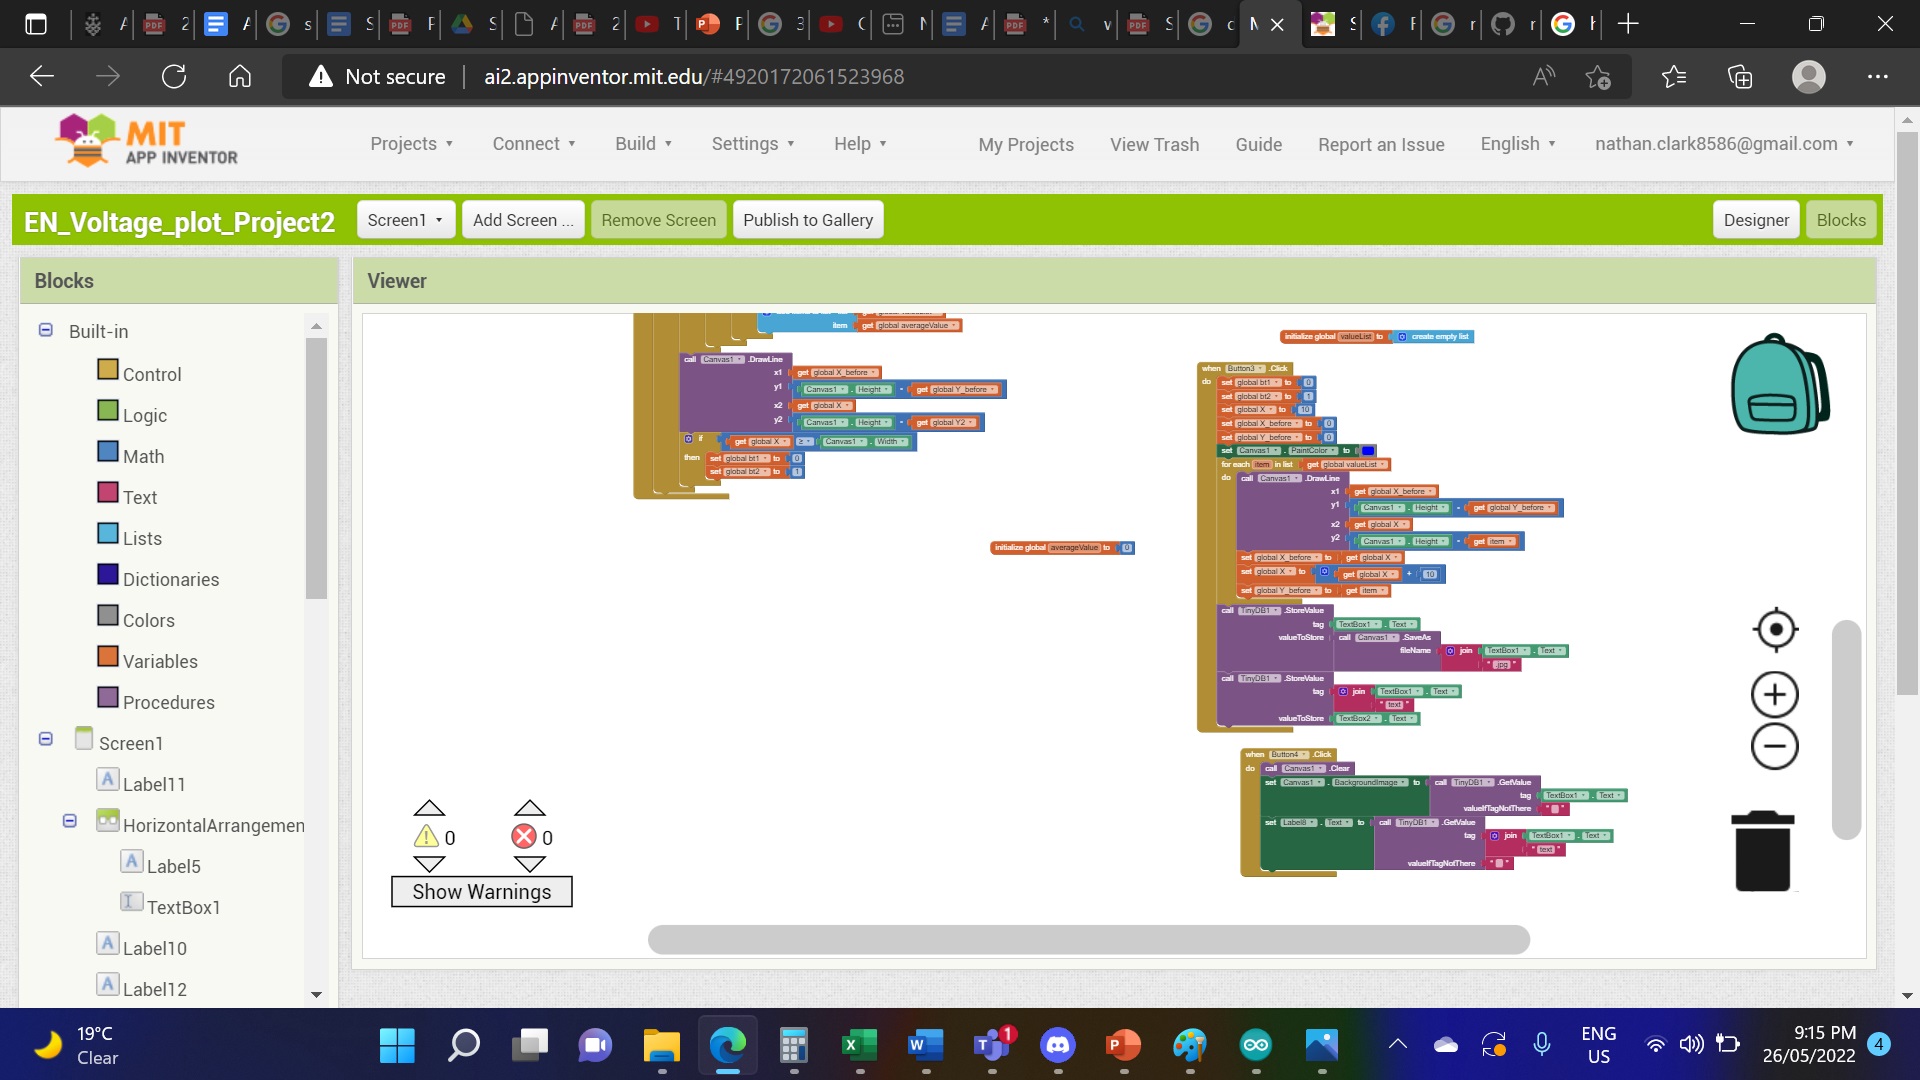 Not secure
ai2.appinventor.mit.edu/#4920172061523968
MIT
APP INVENTOR
Projects
Connect
Build
Settings
Help
My Projects
View Trash
Guide
Report an Issue
English
nathan.clark8586@gmail.com
EN_Voltage_plot_Project2
Screen1
Add Screen ...
Remove Screen
Publish to Gallery
Designer
Blocks
Blocks
Viewer
Built-in
Control
Logic
Math
Text
Lists
Dictionaries
Colors
Variables
Procedures
Screen1
Label11
HorizontalArrangemen
Label5
TextBox1
Label10
Label12
item get global averageValue
call Canvas1 .DrawLine
x1 get global X_before
y1 Canvas1 . Height - get global Y_before
x2 get global X
y2 Canvas1 . Height - get global Y2
if get global X ≥ Canvas1 . Width
then set global bt1 to 0
set global bt2 to 1
initialize global averageValue to 0
initialize global valueList to create empty list
when Button3 .Click
do set global bt1 to 0
set global bt2 to 1
set global X to 10
set global X_before to 0
set global Y_before to 0
set Canvas1 . PaintColor to
for each item in list get global valueList
do call Canvas1 .DrawLine
x1 get global X_before
y1 Canvas1 . Height - get global Y_before
x2 get global X
y2 Canvas1 . Height - get item
set global X_before to get global X
set global X to get global X + 10
set global Y_before to get item
call TinyDB1 .StoreValue
tag TextBox1 . Text
valueToStore call Canvas1 .SaveAs
fileName join TextBox1 . Text
" .jpg "
call TinyDB1 .StoreValue
tag join TextBox1 . Text
" text "
valueToStore TextBox2 . Text
when Button4 .Click
do call Canvas1 .Clear
set Canvas1 . BackgroundImage to call TinyDB1 .GetValue
tag TextBox1 . Text
valueIfTagNotThere " "
set Label8 . Text to call TinyDB1 .GetValue
tag join TextBox1 . Text
" text "
valueIfTagNotThere " "
0
0
Show Warnings
19°C
Clear
1
ENG
US
9:15 PM
26/05/2022
4